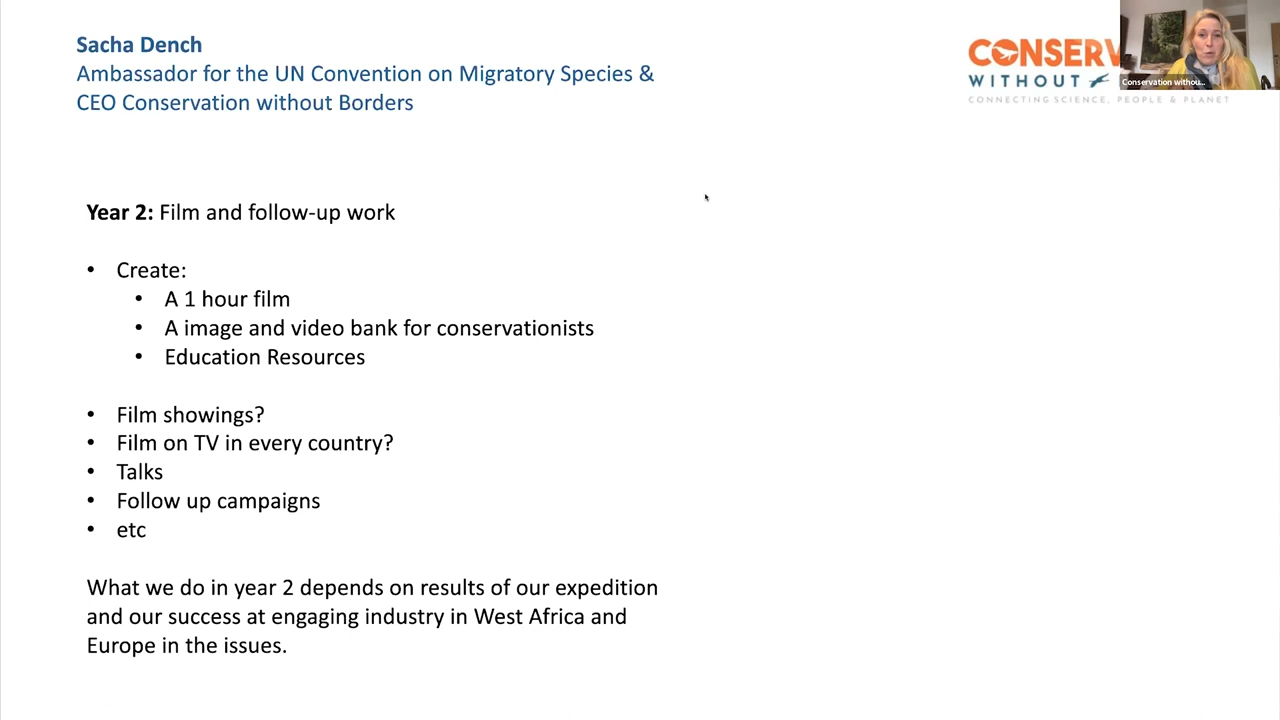 Sacha Dench
Ambassador for the UN Convention on Migratory Species &
CEO Conservation without Borders
CONSERV
WITHOUT
CONNECTING SCIENCE, PEOPLE & PLANET
Conservation withou...
Year 2: Film and follow-up work
• Create:
• A 1 hour film
• A image and video bank for conservationists
• Education Resources
• Film showings?
• Film on TV in every country?
• Talks
• Follow up campaigns
• etc
What we do in year 2 depends on results of our expedition
and our success at engaging industry in West Africa and
Europe in the issues.